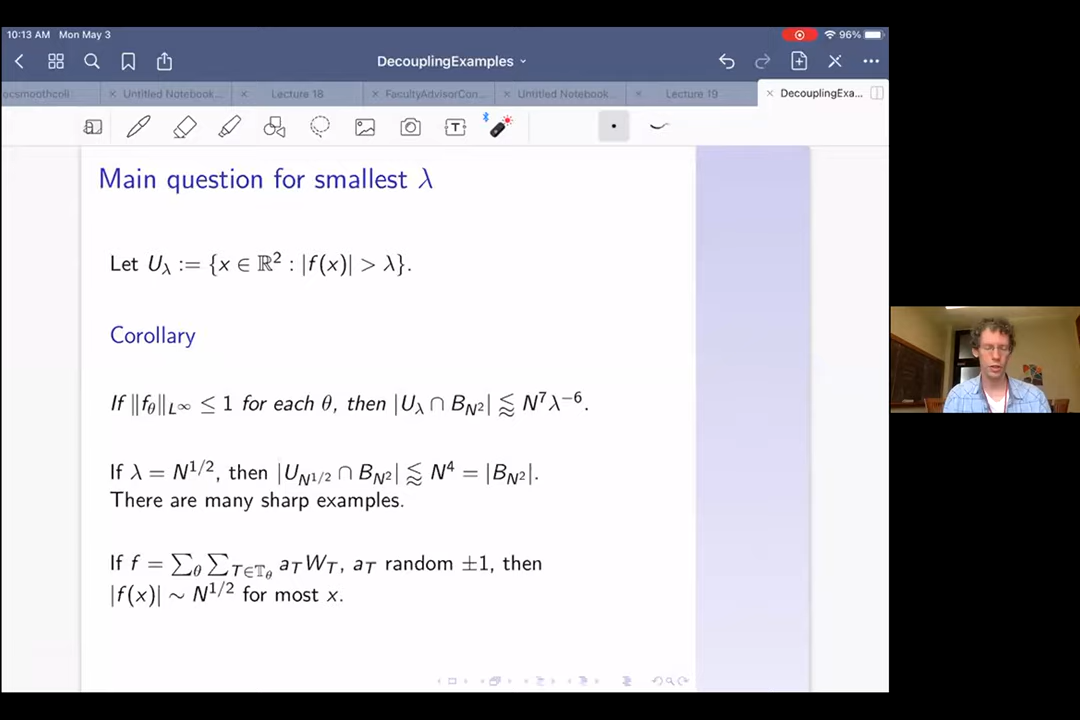 10:13 AM Mon May 3
96%
DecouplingExamples
ocsmoothcoli
Untitled Notebook...
Lecture 18
FacultyAdvisorCon...
Untitled Notebook...
Lecture 19
DecouplingExa...
Main question for smallest λ
Let U_λ := {x ∈ ℝ² : |f(x)| > λ}.
Corollary
If ‖f_θ‖_{L^∞} ≤ 1 for each θ, then |U_λ ∩ B_{N²}| ⪅ N⁷λ⁻⁶.
If λ = N^{1/2}, then |U_{N^{1/2}} ∩ B_{N²}| ⪅ N⁴ = |B_{N²}|.
There are many sharp examples.
If f = ∑_θ ∑_{T∈𝕋_θ} a_T W_T, a_T random ±1, then
|f(x)| ∼ N^{1/2} for most x.